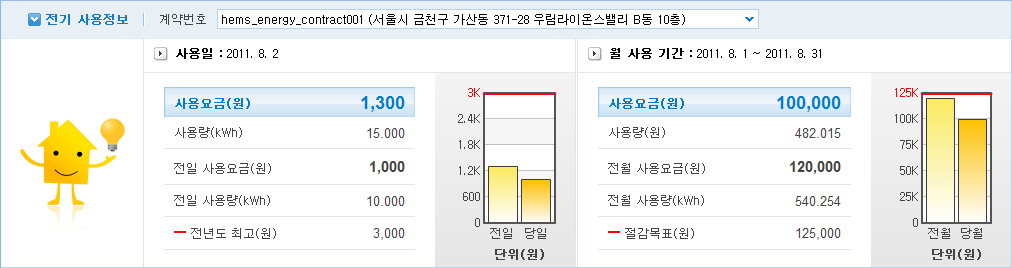 전기 사용정보 계약번호 hems_energy_contract001 (서울시 금천구 가산동 371-28 우림라이온스밸리 B동 10층)
사용일 : 2011. 8. 2
사용요금(원) 1,300
사용량(kWh) 15.000
전일 사용요금(원) 1,000
전일 사용량(kWh) 10.000
전년도 최고(원) 3,000
3K
2.4K
1.8K
1.2K
600
0
전일 당일
단위(원)
월 사용 기간 : 2011. 8. 1 ~ 2011. 8. 31
사용요금(원) 100,000
사용량(원) 482.015
전월 사용요금(원) 120,000
전월 사용량(kWh) 540.254
절감목표(원) 125,000
125K
100K
75K
50K
25K
0
전월 당월
단위(원)